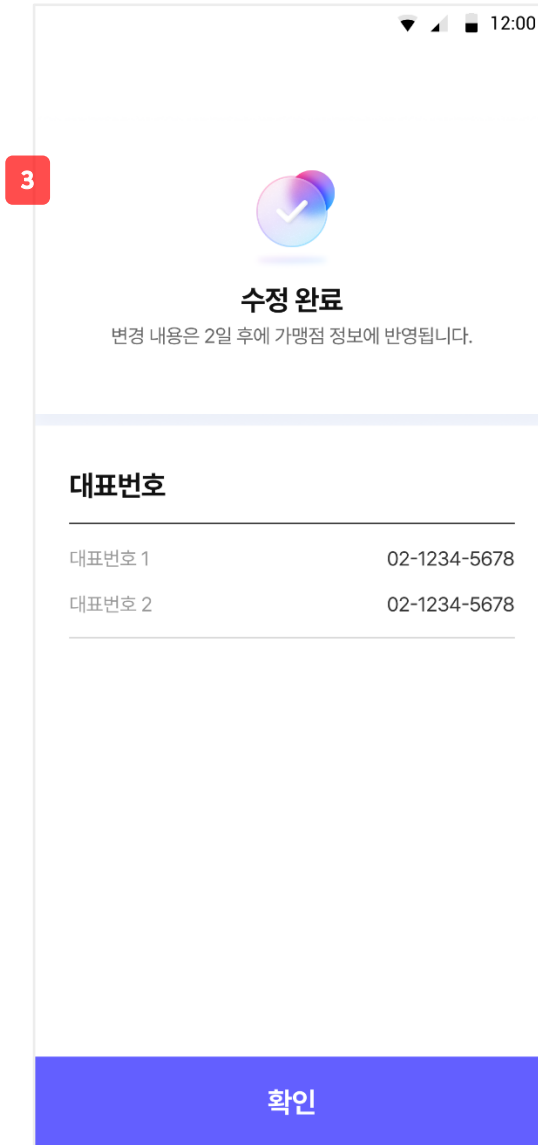 12:00
3
수정 완료
변경 내용은 2일 후에 가맹점 정보에 반영됩니다.
대표번호
대표번호 1 02-1234-5678
대표번호 2 02-1234-5678
확인